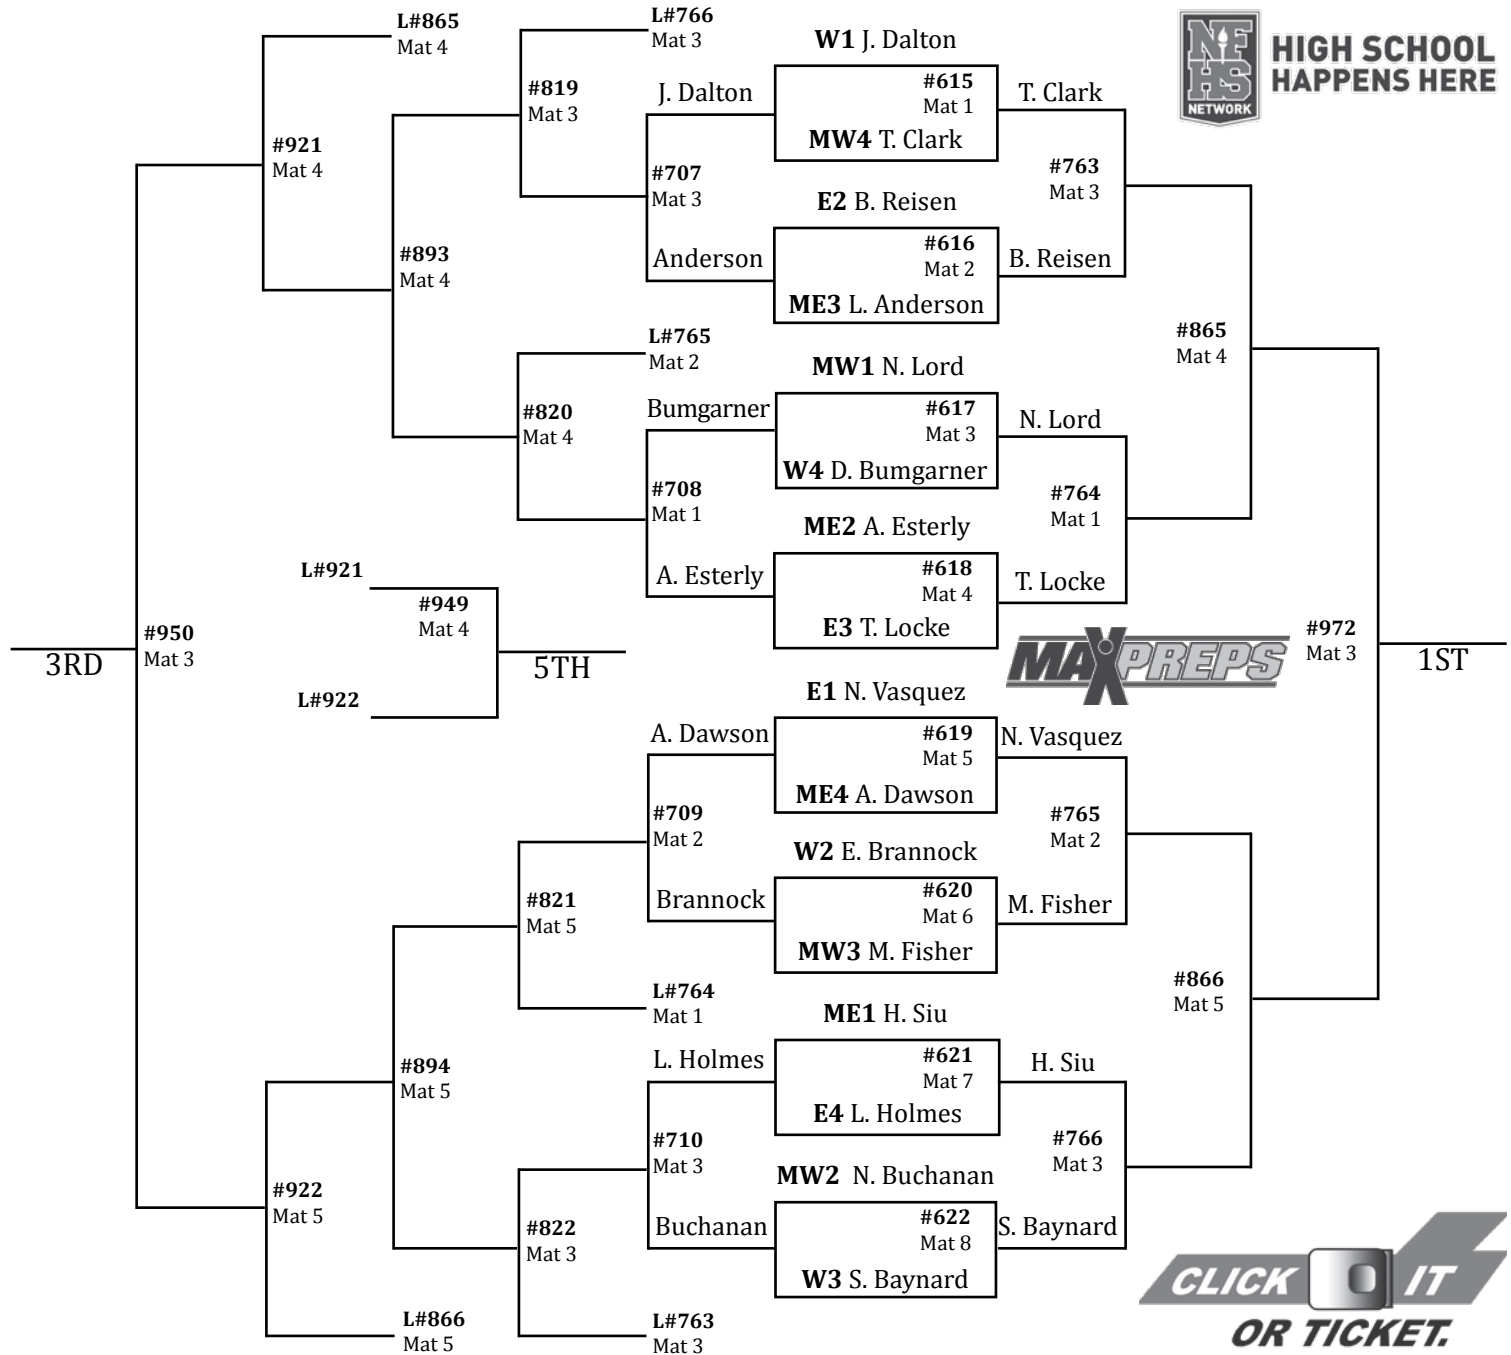 L#865
Mat 4
L#766
Mat 3
W1 J. Dalton
NF
HS
NETWORK
HIGH SCHOOL
HAPPENS HERE
#819
Mat 3
J. Dalton
#615
Mat 1
T. Clark
MW4 T. Clark
#921
Mat 4
#707
Mat 3
#763
Mat 3
E2 B. Reisen
#893
Mat 4
Anderson
#616
Mat 2
B. Reisen
ME3 L. Anderson
L#765
Mat 2
#865
Mat 4
MW1 N. Lord
#820
Mat 4
Bumgarner
#617
Mat 3
N. Lord
W4 D. Bumgarner
#708
Mat 1
#764
Mat 1
ME2 A. Esterly
L#921
A. Esterly
#618
Mat 4
T. Locke
#949
Mat 4
E3 T. Locke
#950
Mat 3
3RD
5TH
MAXPREPS
#972
Mat 3
1ST
L#922
E1 N. Vasquez
A. Dawson
#619
Mat 5
N. Vasquez
ME4 A. Dawson
#709
Mat 2
#765
Mat 2
W2 E. Brannock
#821
Mat 5
Brannock
#620
Mat 6
M. Fisher
MW3 M. Fisher
L#764
Mat 1
#866
Mat 5
ME1 H. Siu
#894
Mat 5
L. Holmes
#621
Mat 7
H. Siu
E4 L. Holmes
#710
Mat 3
#766
Mat 3
MW2 N. Buchanan
#922
Mat 5
#822
Mat 3
Buchanan
#622
Mat 8
S. Baynard
W3 S. Baynard
L#866
Mat 5
L#763
Mat 3
CLICK IT
OR TICKET.